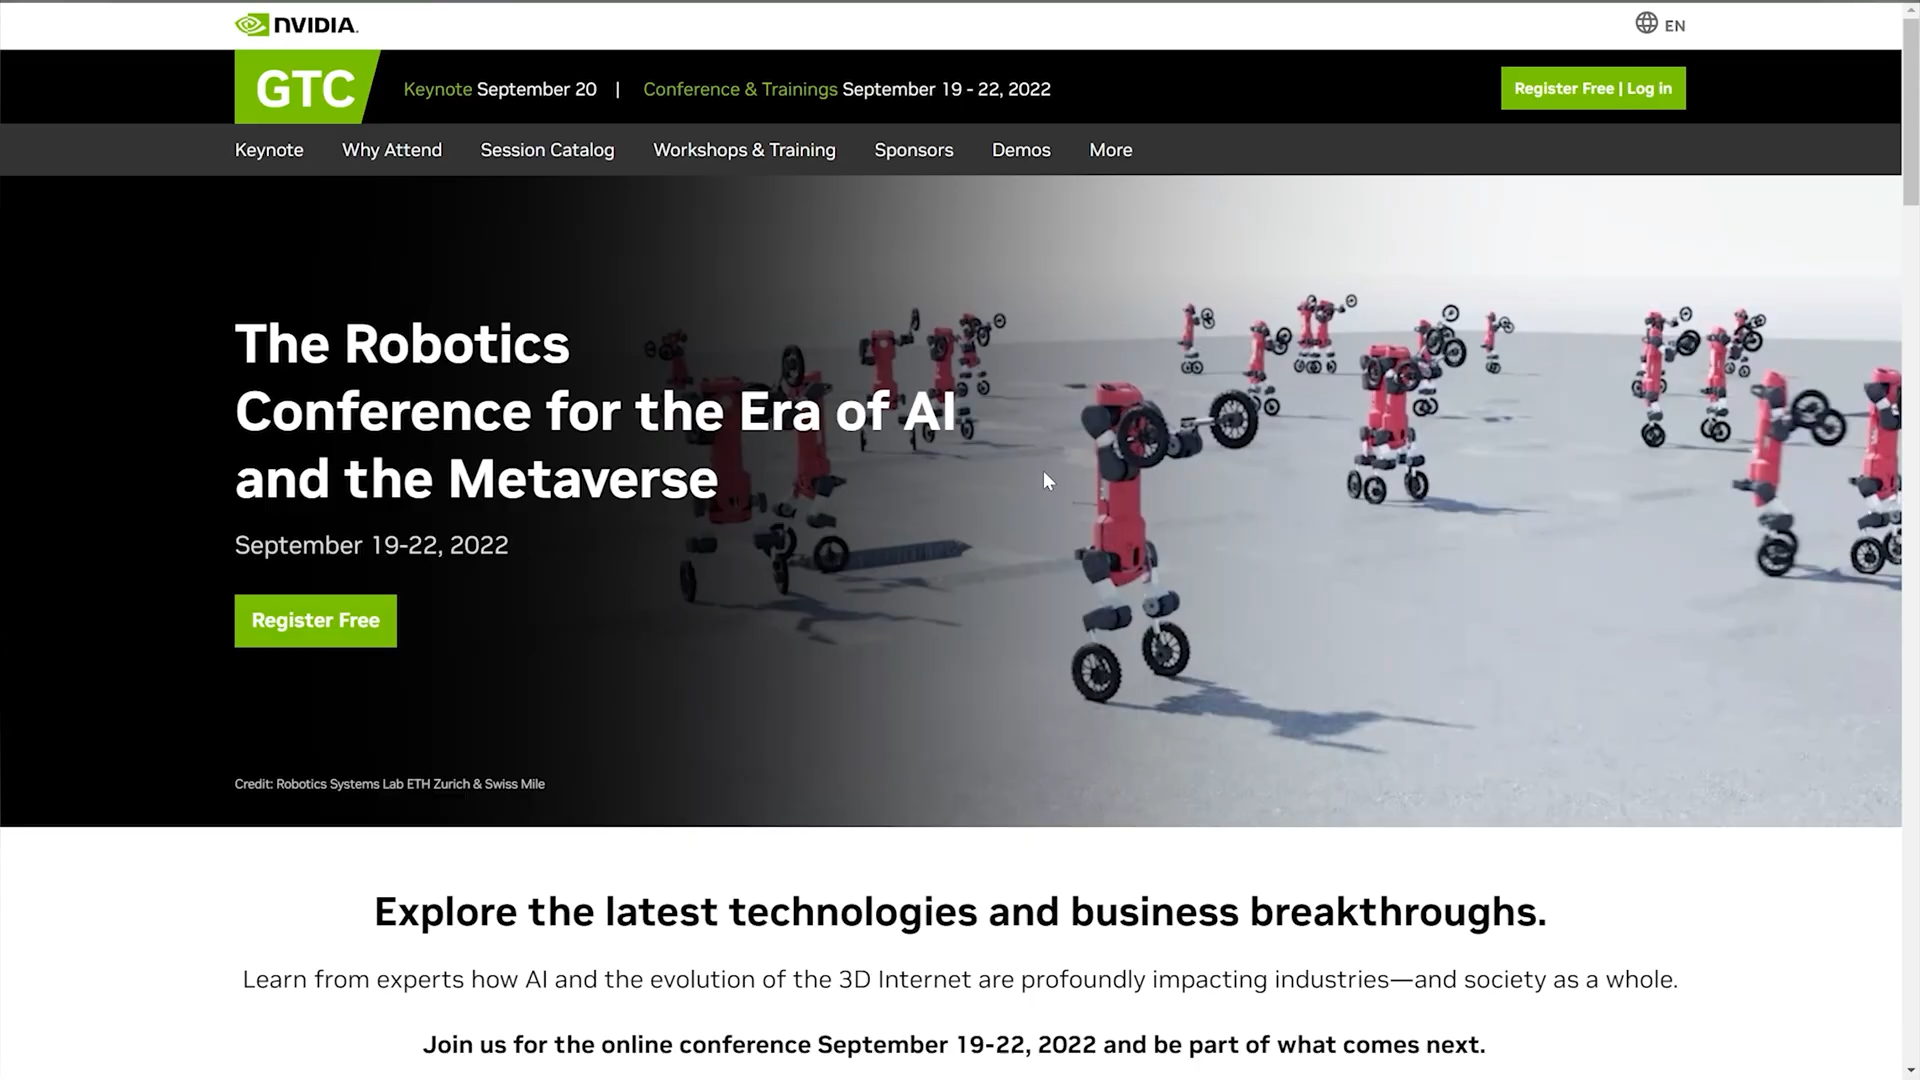 NVIDIA.
EN
GTC
Keynote September 20 | Conference & Trainings September 19 - 22, 2022
Register Free | Log in
Keynote Why Attend Session Catalog Workshops & Training Sponsors Demos More
The Robotics
Conference for the Era of AI
and the Metaverse
September 19-22, 2022
Register Free
Credit: Robotics Systems Lab ETH Zurich & Swiss Mile
Explore the latest technologies and business breakthroughs.
Learn from experts how AI and the evolution of the 3D Internet are profoundly impacting industries—and society as a whole.
Join us for the online conference September 19-22, 2022 and be part of what comes next.